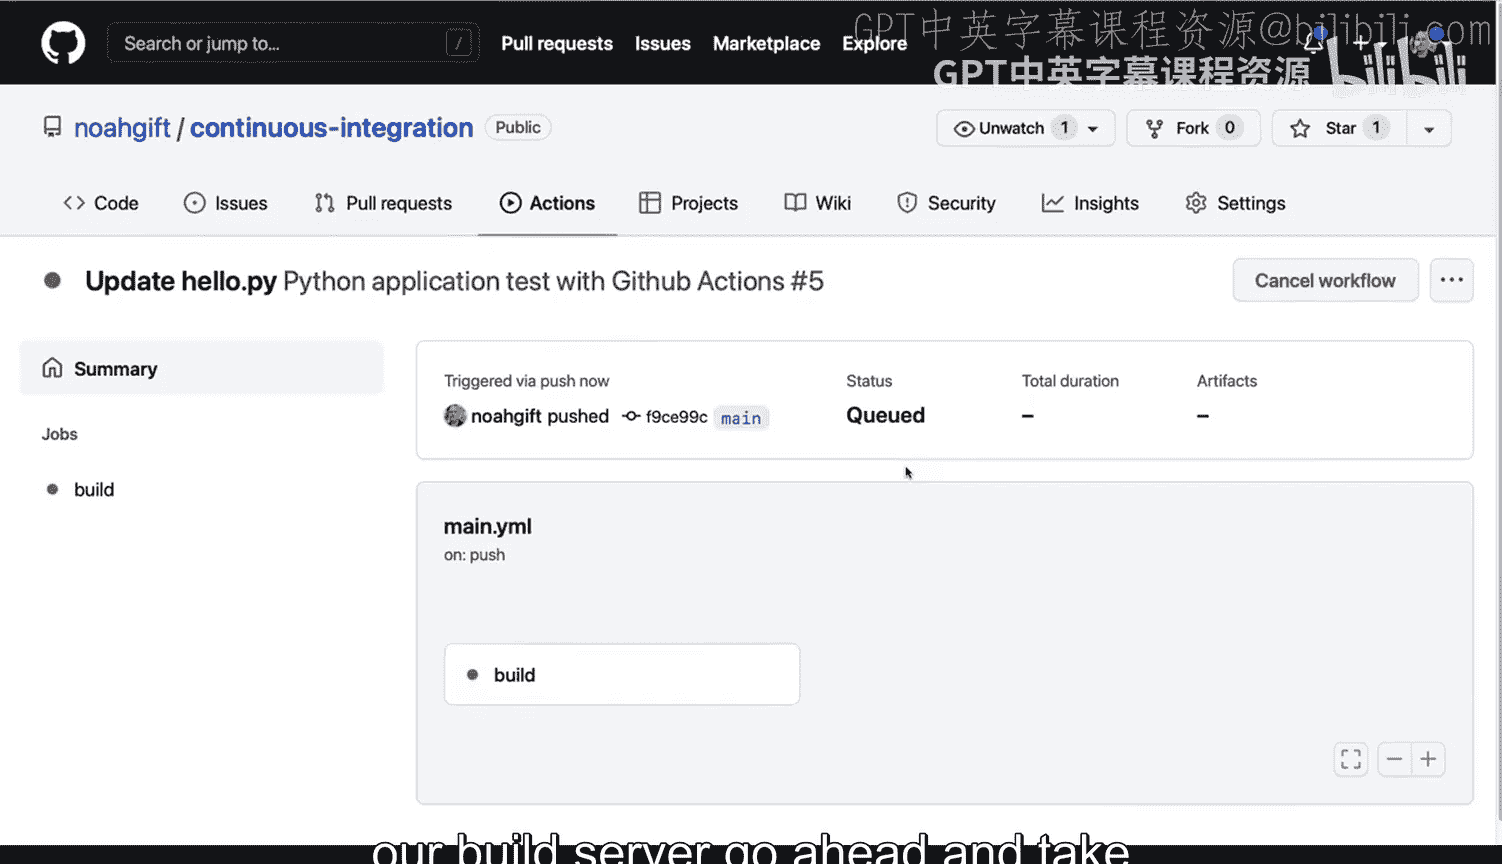 GPT中英字幕课程资源@bilibili.com
Search or jump to... / Pull requests Issues Marketplace Explore
GPT中英字幕课程资源 bilibili
noahgift / continuous-integration Public Unwatch 1 Fork 0 Star 1
Code Issues Pull requests Actions Projects Wiki Security Insights Settings
Update hello.py Python application test with Github Actions #5 Cancel workflow ...
Summary
Triggered via push now Status Total duration Artifacts
noahgift pushed f9ce99c main Queued – –
Jobs
build
main.yml
on: push
build
our build server go ahead and take